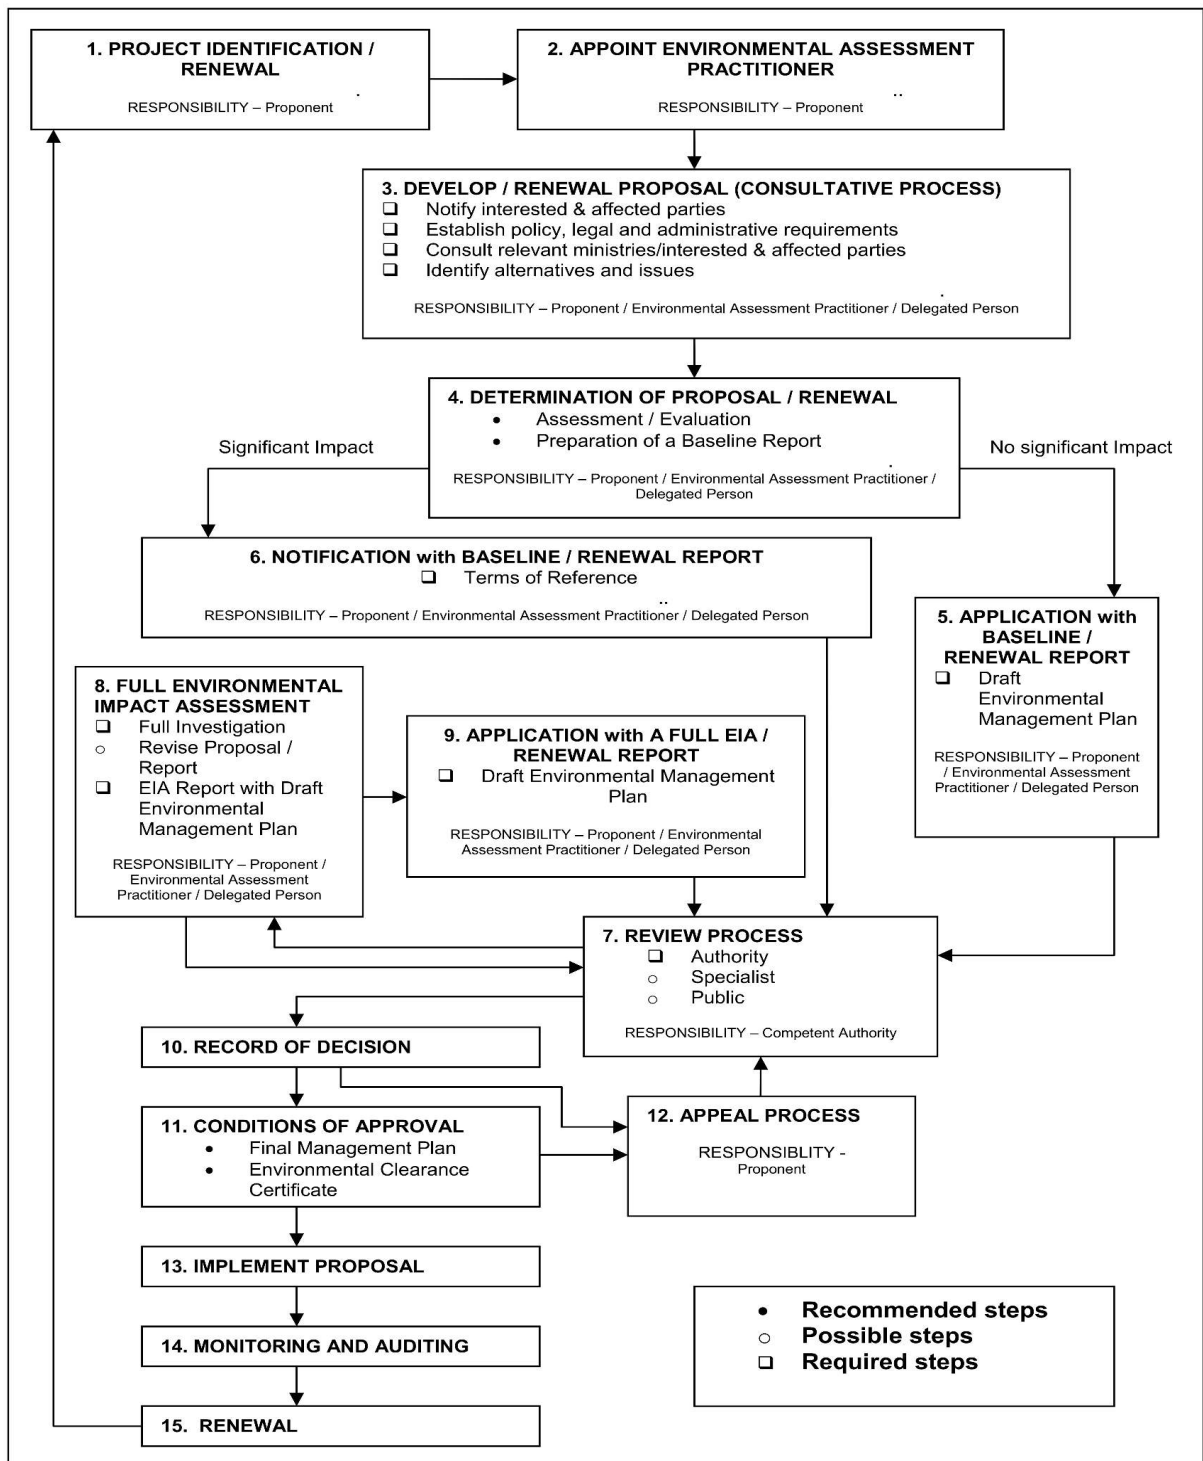 1. PROJECT IDENTIFICATION /
RENEWAL
RESPONSIBILITY – Proponent
2. APPOINT ENVIRONMENTAL ASSESSMENT
PRACTITIONER
RESPONSIBILITY – Proponent
3. DEVELOP / RENEWAL PROPOSAL (CONSULTATIVE PROCESS)
❑ Notify interested & affected parties
❑ Establish policy, legal and administrative requirements
❑ Consult relevant ministries/interested & affected parties
❑ Identify alternatives and issues
RESPONSIBILITY – Proponent / Environmental Assessment Practitioner / Delegated Person
4. DETERMINATION OF PROPOSAL / RENEWAL
• Assessment / Evaluation
• Preparation of a Baseline Report
RESPONSIBILITY – Proponent / Environmental Assessment Practitioner /
Delegated Person
Significant Impact
No significant Impact
6. NOTIFICATION with BASELINE / RENEWAL REPORT
❑ Terms of Reference
RESPONSIBILITY – Proponent / Environmental Assessment Practitioner / Delegated Person
5. APPLICATION with
BASELINE /
RENEWAL REPORT
❑ Draft
Environmental
Management Plan
RESPONSIBILITY – Proponent
/ Environmental Assessment
Practitioner / Delegated Person
8. FULL ENVIRONMENTAL
IMPACT ASSESSMENT
❑ Full Investigation
○ Revise Proposal /
Report
❑ EIA Report with Draft
Environmental
Management Plan
RESPONSIBILITY – Proponent /
Environmental Assessment
Practitioner / Delegated Person
9. APPLICATION with A FULL EIA /
RENEWAL REPORT
❑ Draft Environmental Management
Plan
RESPONSIBILITY – Proponent / Environmental
Assessment Practitioner / Delegated Person
7. REVIEW PROCESS
❑ Authority
○ Specialist
○ Public
RESPONSIBILITY – Competent Authority
10. RECORD OF DECISION
11. CONDITIONS OF APPROVAL
• Final Management Plan
• Environmental Clearance
Certificate
12. APPEAL PROCESS
RESPONSIBLITY -
Proponent
13. IMPLEMENT PROPOSAL
14. MONITORING AND AUDITING
15. RENEWAL
• Recommended steps
○ Possible steps
❑ Required steps